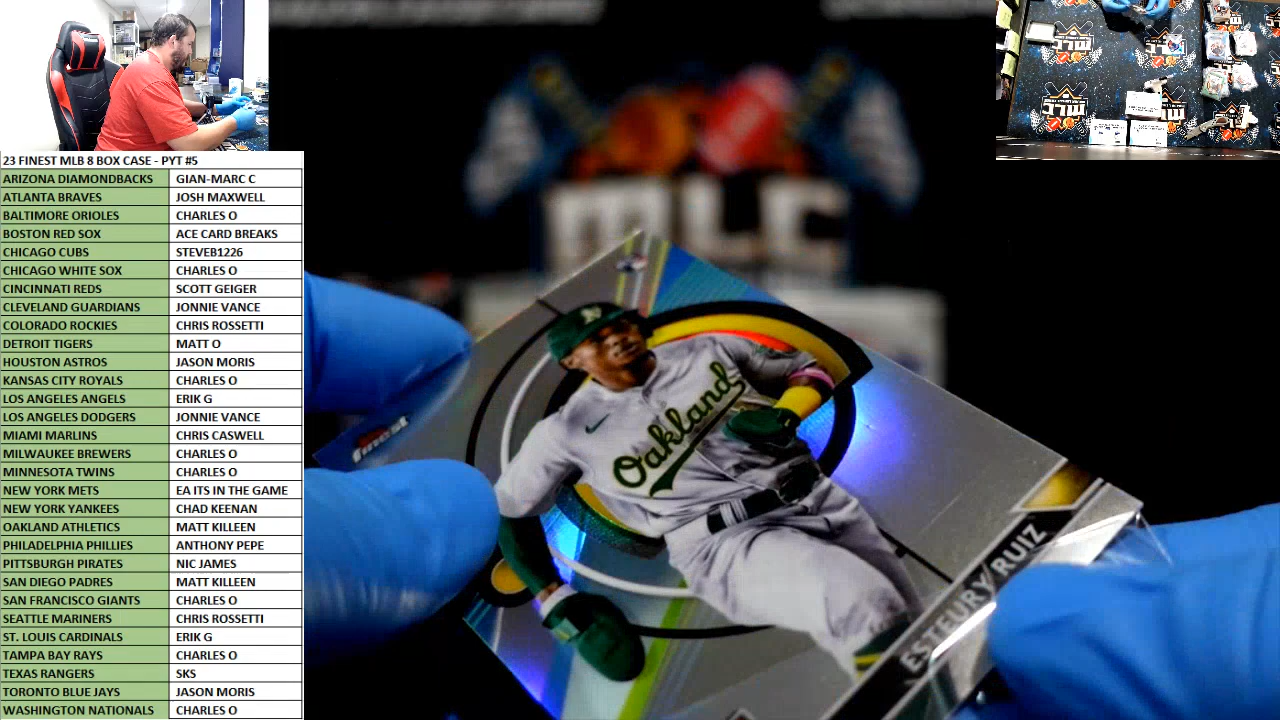 23 FINEST MLB 8 BOX CASE - PYT #5
ARIZONA DIAMONDBACKS GIAN-MARC C
ATLANTA BRAVES JOSH MAXWELL
BALTIMORE ORIOLES CHARLES O
BOSTON RED SOX ACE CARD BREAKS
CHICAGO CUBS STEVEB1226
CHICAGO WHITE SOX CHARLES O
CINCINNATI REDS SCOTT GEIGER
CLEVELAND GUARDIANS JONNIE VANCE
COLORADO ROCKIES CHRIS ROSSETTI
DETROIT TIGERS MATT O
HOUSTON ASTROS JASON MORIS
KANSAS CITY ROYALS CHARLES O
LOS ANGELES ANGELS ERIK G
LOS ANGELES DODGERS JONNIE VANCE
MIAMI MARLINS CHRIS CASWELL
MILWAUKEE BREWERS CHARLES O
MINNESOTA TWINS CHARLES O
NEW YORK METS EA ITS IN THE GAME
NEW YORK YANKEES CHAD KEENAN
OAKLAND ATHLETICS MATT KILLEEN
PHILADELPHIA PHILLIES ANTHONY PEPE
PITTSBURGH PIRATES NIC JAMES
SAN DIEGO PADRES MATT KILLEEN
SAN FRANCISCO GIANTS CHARLES O
SEATTLE MARINERS CHRIS ROSSETTI
ST. LOUIS CARDINALS ERIK G
TAMPA BAY RAYS CHARLES O
TEXAS RANGERS SKS
TORONTO BLUE JAYS JASON MORIS
WASHINGTON NATIONALS CHARLES O
MLC
finest
Oakland
ESTEURY RUIZ
MLC
MLC
MLC